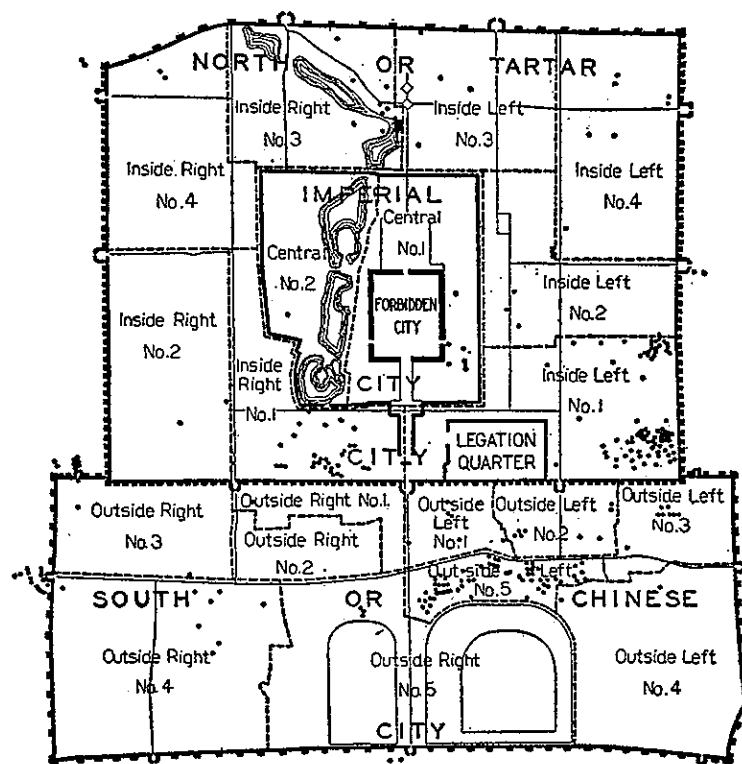 NORTH OR TARTAR
Inside Right
No.3
Inside Left
No.3
Inside Right
No.4
Inside Left
No.4
IMPERIAL
Central
No.1
Central
No.2
FORBIDDEN
CITY
Inside Left
No.2
Inside Right
No.2
Inside
Right
No.1
CITY
Inside Left
No.1
LEGATION
QUARTER
CITY
Outside Right No.1.
Outside Right
No.3
Outside Right
No.2
Outside
Left
No.1
Outside Left
No.2
Outside Left
No.3
Outside Left
No.5
SOUTH OR CHINESE
Outside Right
No.4
Outside Right
No.5
Outside Left
No.4
CITY